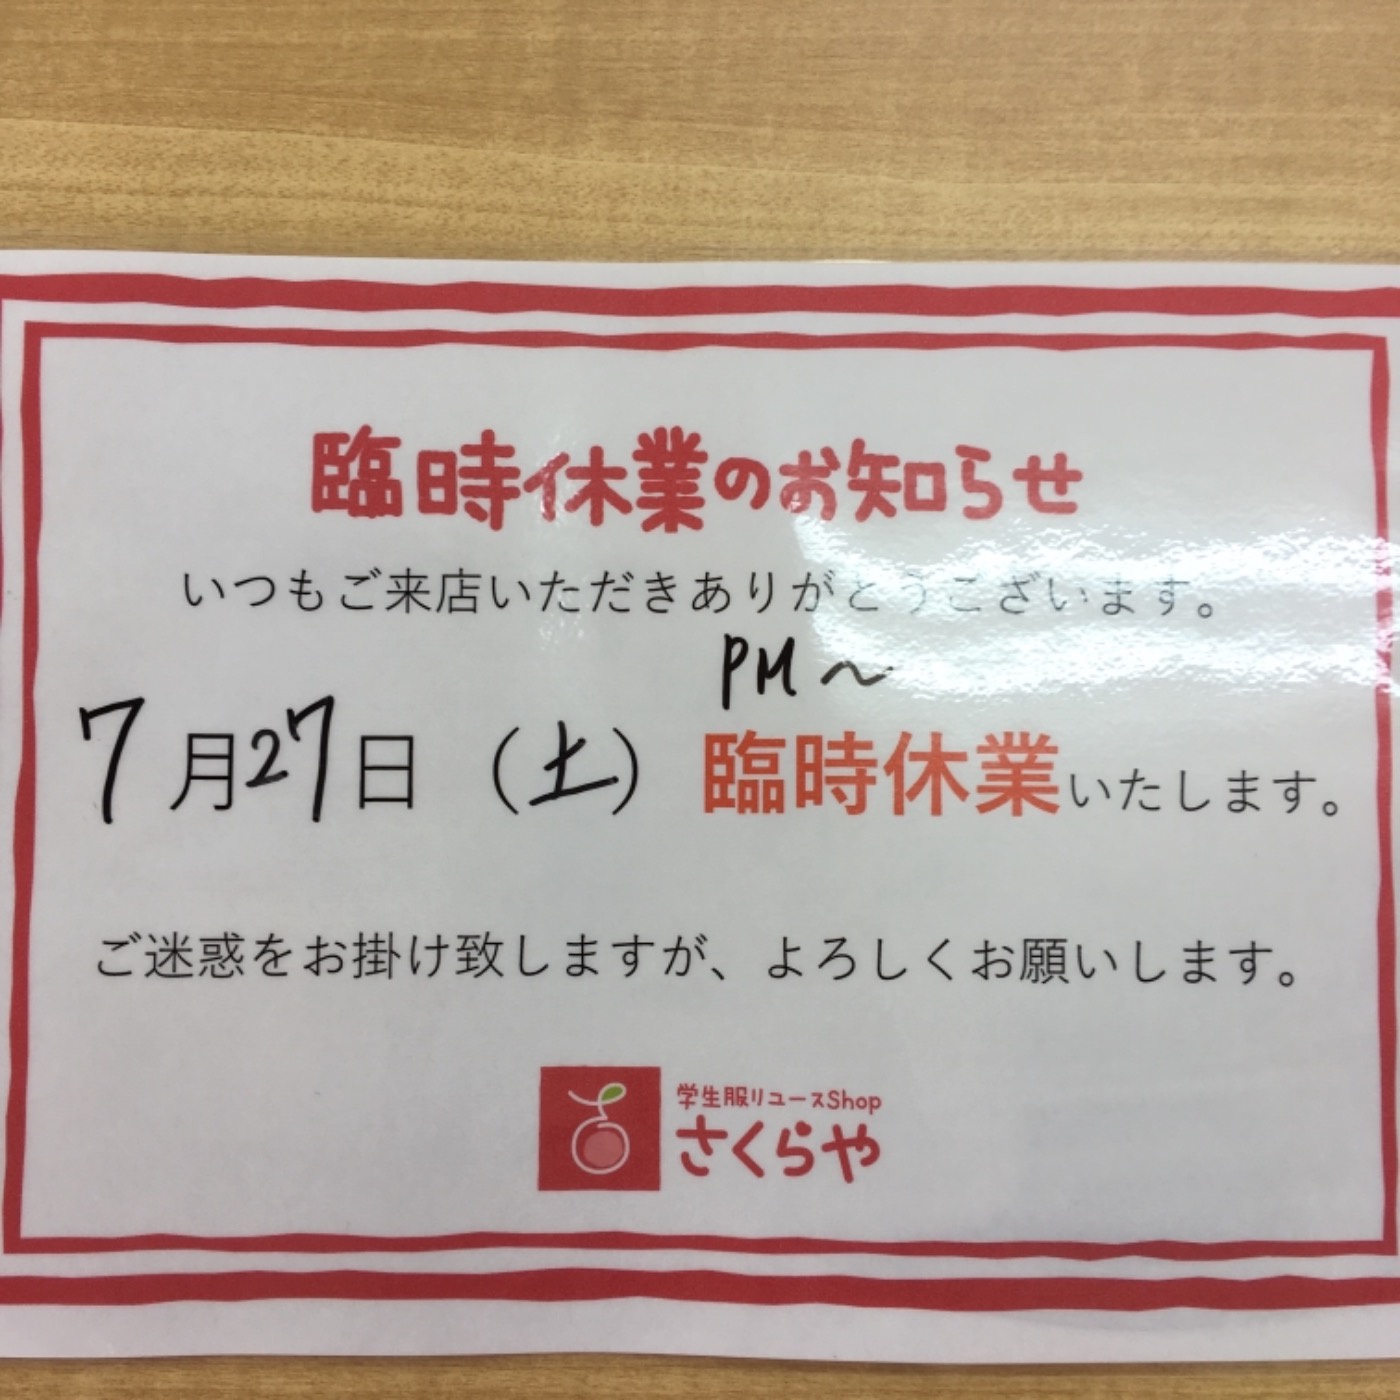 臨時休業のお知らせ
いつもご来店いただきありがとうございます。
PM～
7月27日（土）臨時休業いたします。
ご迷惑をお掛け致しますが、よろしくお願いします。
学生服リユースShop
さくらや